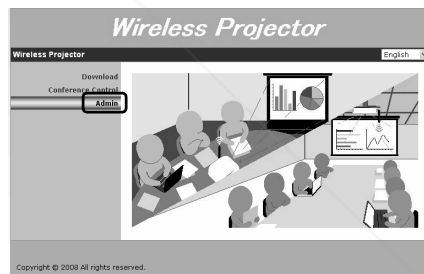 Wireless Projector
Wireless Projector
English
Download
Conference Control
Admin
Copyright © 2008 All rights reserved.